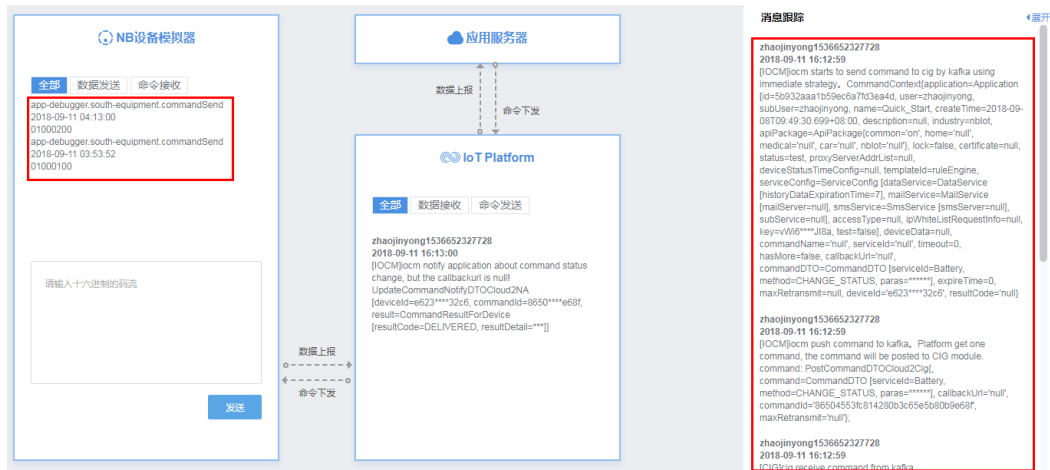 NB设备模拟器
全部 数据发送 命令接收
app-debugger.south-equipment.commandSend
2018-09-11 04:13:00
01000200
app-debugger.south-equipment.commandSend
2018-09-11 03:53:52
01000100
请输入十六进制的码流
发送
数据上报
命令下发
应用服务器
数据上报
命令下发
IoT Platform
全部 数据接收 命令发送
zhaojinyong1536652327728
2018-09-11 16:13:00
[IOCM]iocm notify application about command status
change, but the callbackurl is null!
UpdateCommandNotifyDTOCloud2NA
[deviceId=e623****32c6, commandId=8650****e68f,
result=CommandResultForDevice
[resultCode=DELIVERED, resultDetail=***]]
消息跟踪
展开
zhaojinyong1536652327728
2018-09-11 16:12:59
[IOCM]iocm starts to send command to cig by kafka using
immediate strategy。CommandContext{application=Application
[id=5b932aaa1b59ec6a7fd3ea4d, user=zhaojinyong,
subUser=zhaojinyong, name=Quick_Start, createTime=2018-09-
08T09:49:30.699+08:00, description=null, industry=nbIot,
apiPackage=ApiPackage{common='on', home='null',
medical='null', car='null', nbIot='null'}, lock=false, certificate=null,
status=test, proxyServerAddrList=null,
deviceStatusTimeConfig=null, templateId=ruleEngine,
serviceConfig=ServiceConfig [dataService=DataService
[historyDataExpirationTime=7], mailService=MailService
[mailServer=null], smsService=SmsService [smsServer=null],
subService=null], accessType=null, ipWhiteListRequestInfo=null,
key=vWi6****JI8a, test=false], deviceData=null,
commandName='null', serviceId='null', timeout=0,
hasMore=false, callbackUrl='null',
commandDTO=CommandDTO [serviceId=Battery,
method=CHANGE_STATUS, paras=******], expireTime=0,
maxRetransmit=null, deviceId='e623****32c6', resultCode='null'}
zhaojinyong1536652327728
2018-09-11 16:12:59
[IOCM]iocm push command to kafka。Platform get one
command, the command will be posted to CIG module.
command: PostCommandDTOCloud2Cig{,
command=CommandDTO [serviceId=Battery,
method=CHANGE_STATUS, paras=******], callbackUrl='null',
commandId='86504553fc814280b3c65e5b80b9e68f',
maxRetransmit='null'};
zhaojinyong1536652327728
2018-09-11 16:12:59
[CIG]cig receive command from kafka